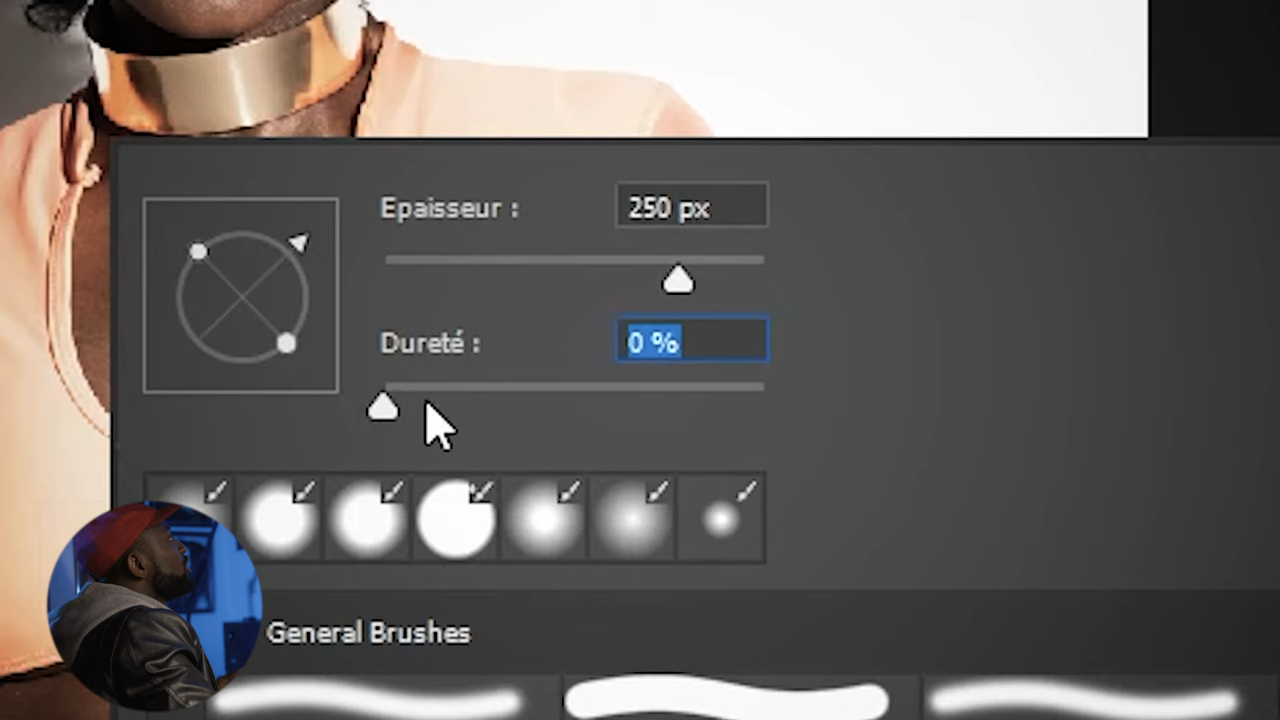 Epaisseur : 250 px
Dureté : 0 %
General Brushes